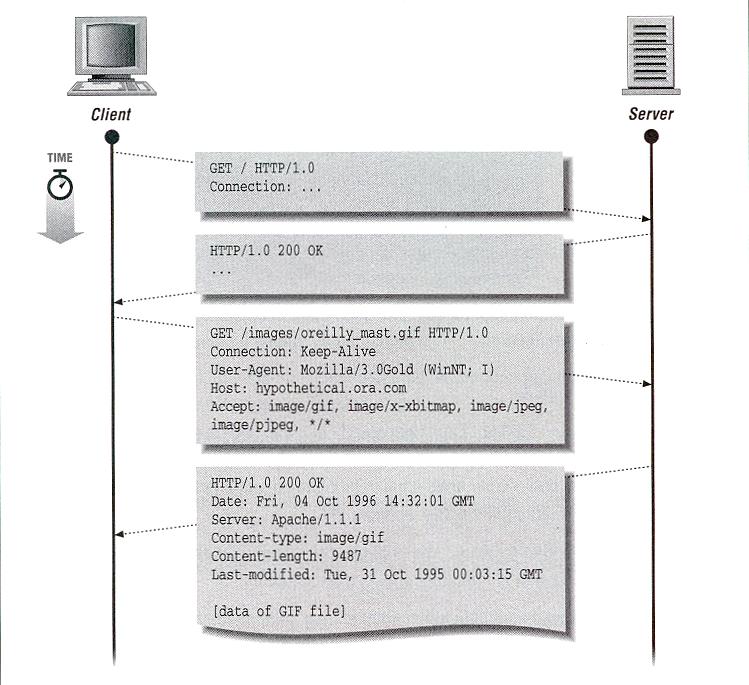 Client
Server
TIME
GET / HTTP/1.0
Connection: ...
HTTP/1.0 200 OK
...
GET /images/oreilly_mast.gif HTTP/1.0
Connection: Keep-Alive
User-Agent: Mozilla/3.0Gold (WinNT; I)
Host: hypothetical.ora.com
Accept: image/gif, image/x-xbitmap, image/jpeg,
image/pjpeg, */*
HTTP/1.0 200 OK
Date: Fri, 04 Oct 1996 14:32:01 GMT
Server: Apache/1.1.1
Content-type: image/gif
Content-length: 9487
Last-modified: Tue, 31 Oct 1995 00:03:15 GMT
[data of GIF file]